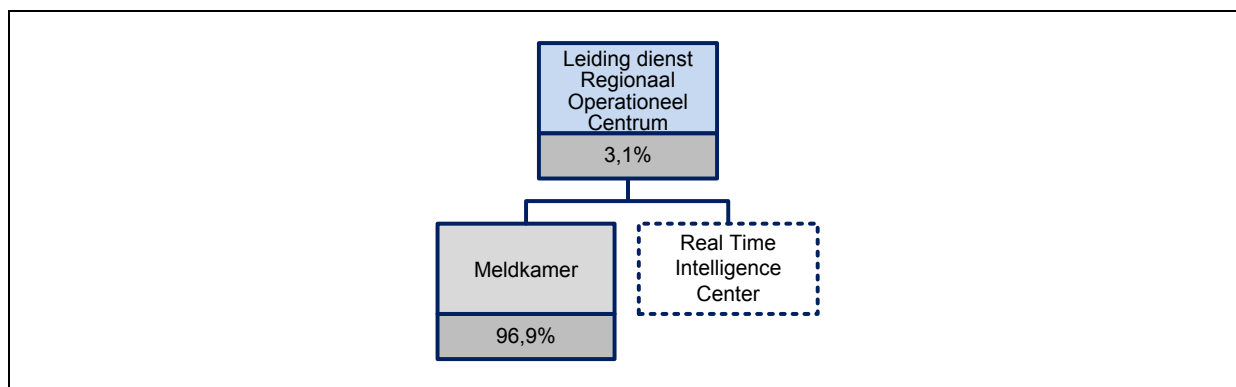 Leiding dienst
Regionaal
Operationeel
Centrum
3,1%
Meldkamer
96,9%
Real Time
Intelligence
Center